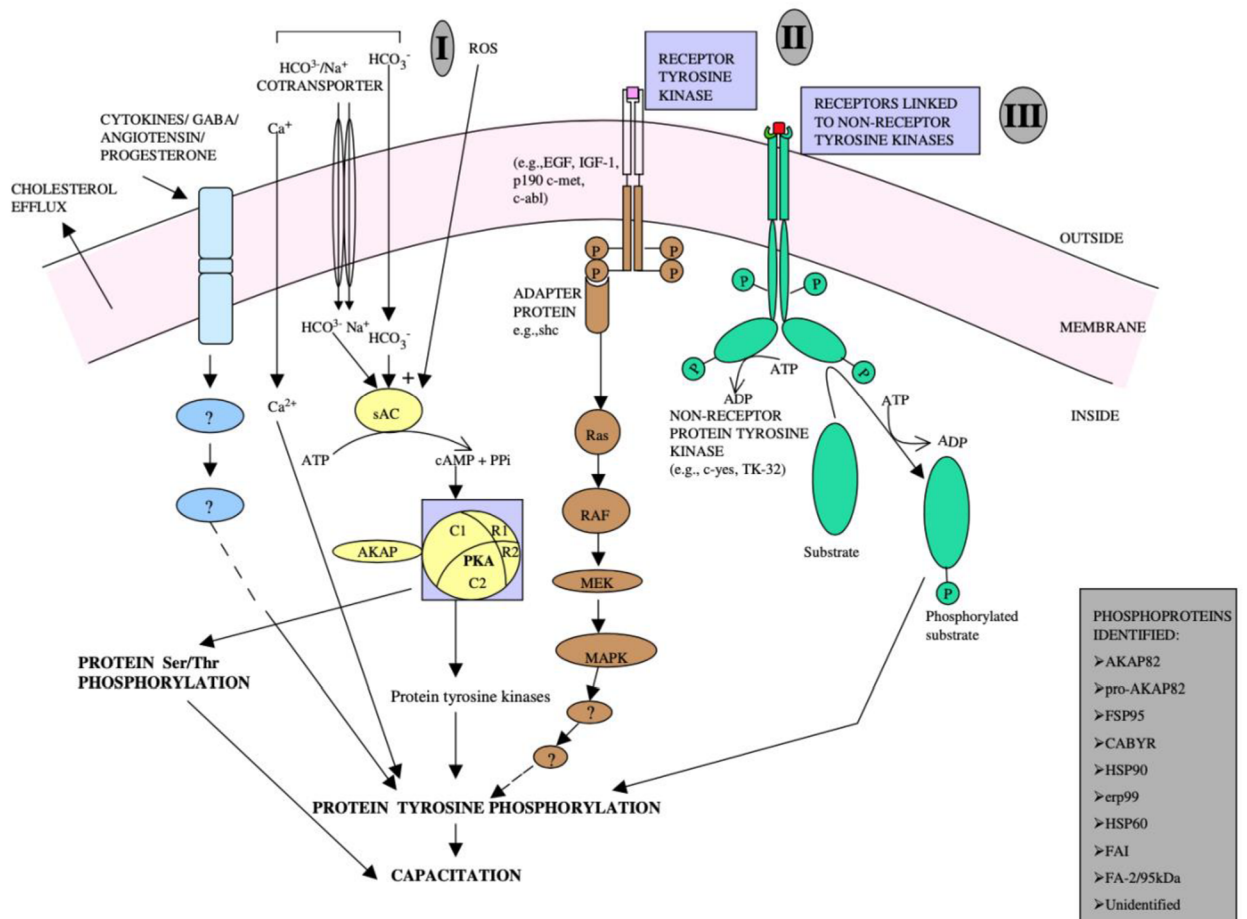 I
II
III
ROS
HCO3-/Na+
COTRANSPORTER
HCO3-
Ca+
CYTOKINES/ GABA/
ANGIOTENSIN/
PROGESTERONE
CHOLESTEROL
EFFLUX
RECEPTOR
TYROSINE
KINASE
RECEPTORS LINKED
TO NON-RECEPTOR
TYROSINE KINASES
(e.g.,EGF, IGF-1,
p190 c-met,
c-abl)
OUTSIDE
MEMBRANE
INSIDE
P
P
P
P
P
P
P
P
ADAPTER
PROTEIN
e.g.,shc
HCO3- Na+
HCO3-
+
sAC
Ca2+
ATP
cAMP + PPi
?
?
AKAP
C1
R1
R2
PKA
C2
Ras
RAF
MEK
MAPK
?
?
ATP
ADP
NON-RECEPTOR
PROTEIN TYROSINE
KINASE
(e.g., c-yes, TK-32)
ATP
ADP
Substrate
P
Phosphorylated
substrate
PROTEIN Ser/Thr
PHOSPHORYLATION
Protein tyrosine kinases
PROTEIN TYROSINE PHOSPHORYLATION
CAPACITATION
PHOSPHOPROTEINS
IDENTIFIED:
➢AKAP82
➢pro-AKAP82
➢FSP95
➢CABYR
➢HSP90
➢erp99
➢HSP60
➢FAI
➢FA-2/95kDa
➢Unidentified